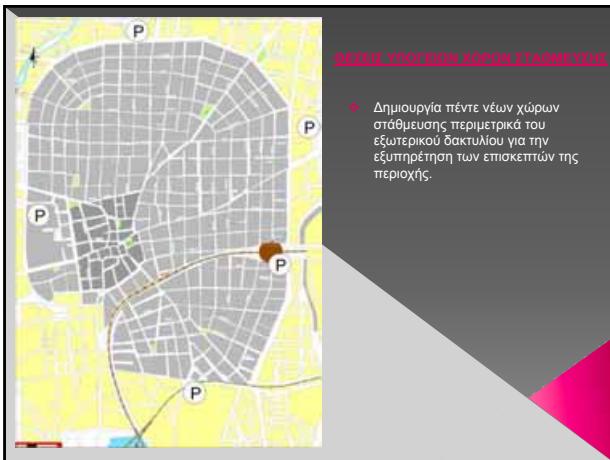 ΘΕΣΕΙΣ ΥΠΟΓΕΙΩΝ ΧΩΡΩΝ ΣΤΑΘΜΕΥΣΗΣ
Δημιουργία πέντε νέων χώρων
στάθμευσης περιμετρικά του
εξωτερικού δακτυλίου για την
εξυπηρέτηση των επισκεπτών της
περιοχής.
P
P
P
P
P